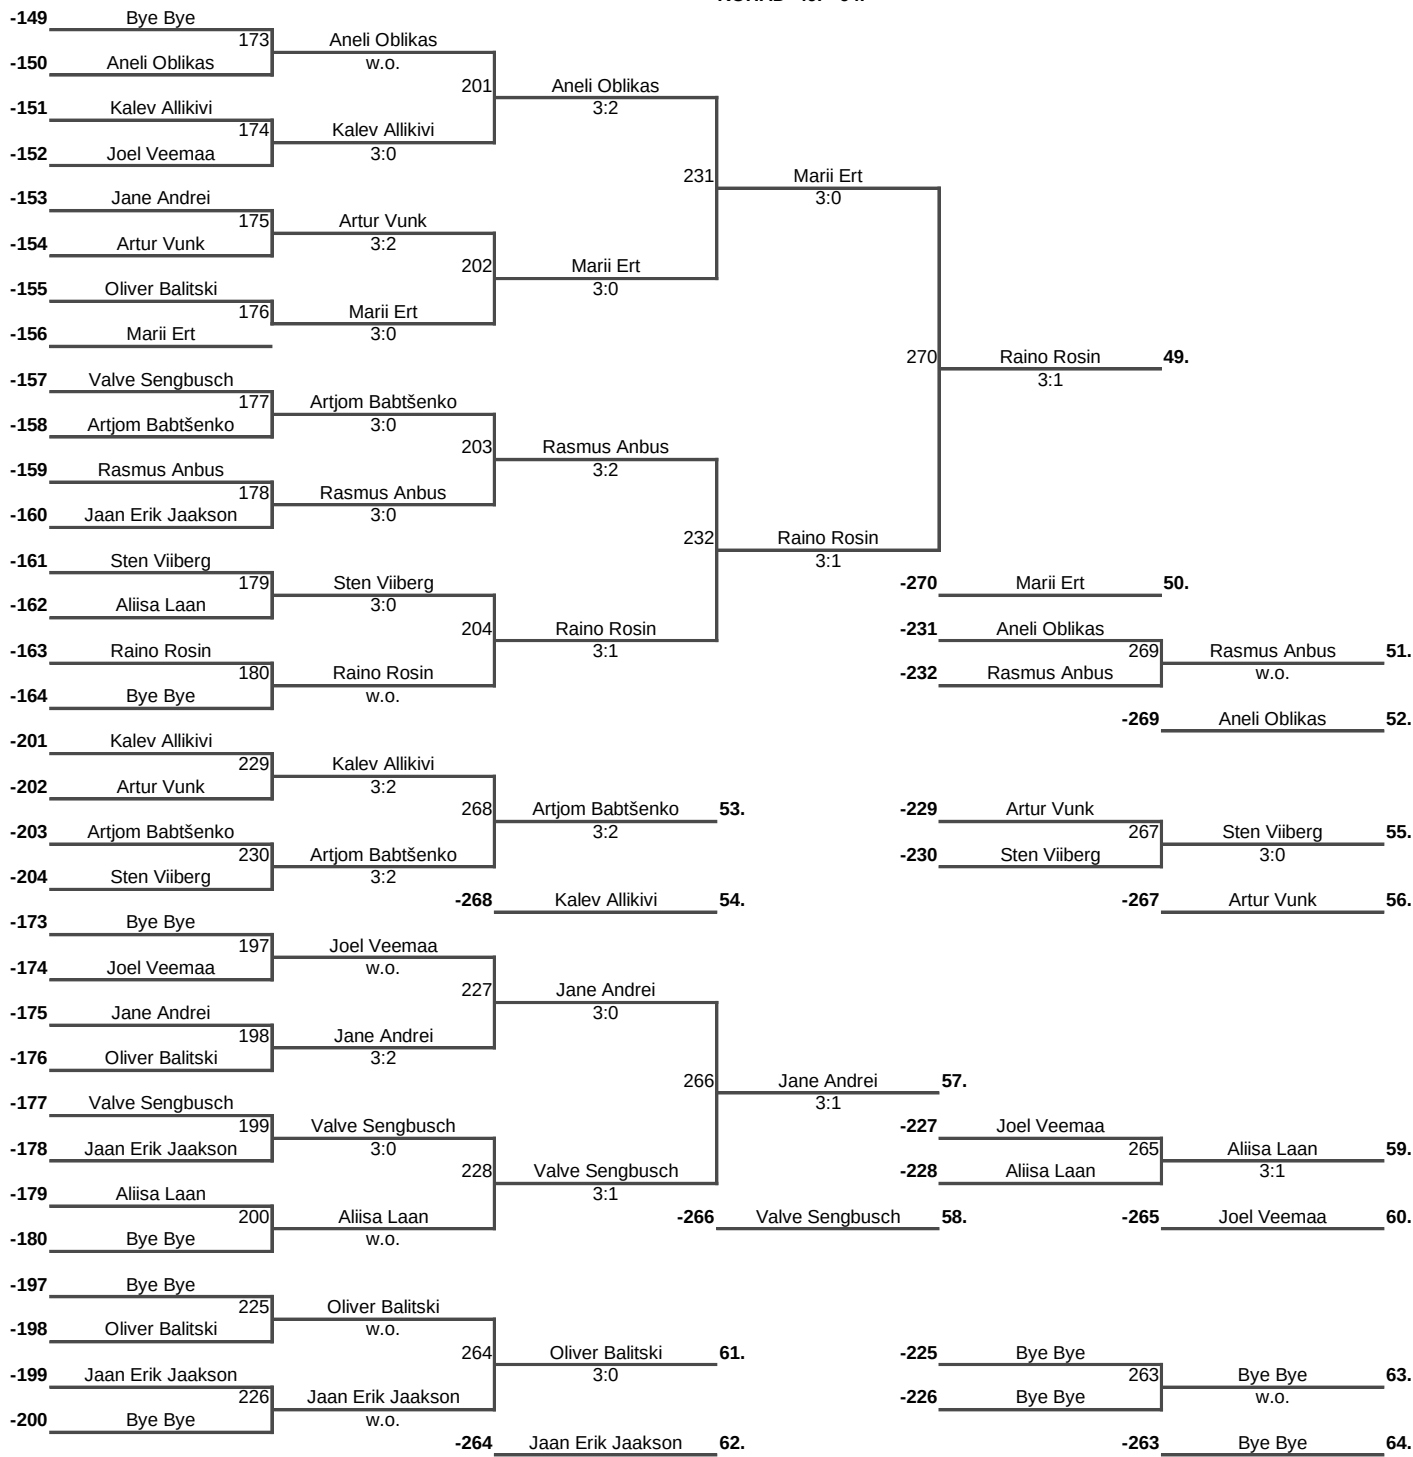 -149 Bye Bye
173 Aneli Oblikas
-150 Aneli Oblikas w.o.
201 Aneli Oblikas
-151 Kalev Allikivi 3:2
174 Kalev Allikivi
-152 Joel Veemaa 3:0
231 Marii Ert
-153 Jane Andrei 3:0
175 Artur Vunk
-154 Artur Vunk 3:2
202 Marii Ert
-155 Oliver Balitski 3:0
176 Marii Ert
-156 Marii Ert 3:0
270 Raino Rosin 49.
-157 Valve Sengbusch 3:1
177 Artjom Babtšenko
-158 Artjom Babtšenko 3:0
203 Rasmus Anbus
-159 Rasmus Anbus 3:2
178 Rasmus Anbus
-160 Jaan Erik Jaakson 3:0
232 Raino Rosin
-161 Sten Viiberg 3:1
179 Sten Viiberg -270 Marii Ert 50.
-162 Aliisa Laan 3:0
204 Raino Rosin -231 Aneli Oblikas
-163 Raino Rosin 3:1 269 Rasmus Anbus 51.
180 Raino Rosin -232 Rasmus Anbus w.o.
-164 Bye Bye w.o.
-269 Aneli Oblikas 52.
-201 Kalev Allikivi
229 Kalev Allikivi
-202 Artur Vunk 3:2
268 Artjom Babtšenko 53. -229 Artur Vunk
-203 Artjom Babtšenko 3:2 267 Sten Viiberg 55.
230 Artjom Babtšenko -230 Sten Viiberg 3:0
-204 Sten Viiberg 3:2
-268 Kalev Allikivi 54. -267 Artur Vunk 56.
-173 Bye Bye
197 Joel Veemaa
-174 Joel Veemaa w.o.
227 Jane Andrei
-175 Jane Andrei 3:0
198 Jane Andrei
-176 Oliver Balitski 3:2
266 Jane Andrei 57.
-177 Valve Sengbusch 3:1
199 Valve Sengbusch -227 Joel Veemaa
-178 Jaan Erik Jaakson 3:0 265 Aliisa Laan 59.
228 Valve Sengbusch -228 Aliisa Laan 3:1
-179 Aliisa Laan 3:1
200 Aliisa Laan -266 Valve Sengbusch 58. -265 Joel Veemaa 60.
-180 Bye Bye w.o.
-197 Bye Bye
225 Oliver Balitski
-198 Oliver Balitski w.o.
264 Oliver Balitski 61. -225 Bye Bye
-199 Jaan Erik Jaakson 3:0 263 Bye Bye 63.
226 Jaan Erik Jaakson -226 Bye Bye w.o.
-200 Bye Bye w.o.
-264 Jaan Erik Jaakson 62. -263 Bye Bye 64.